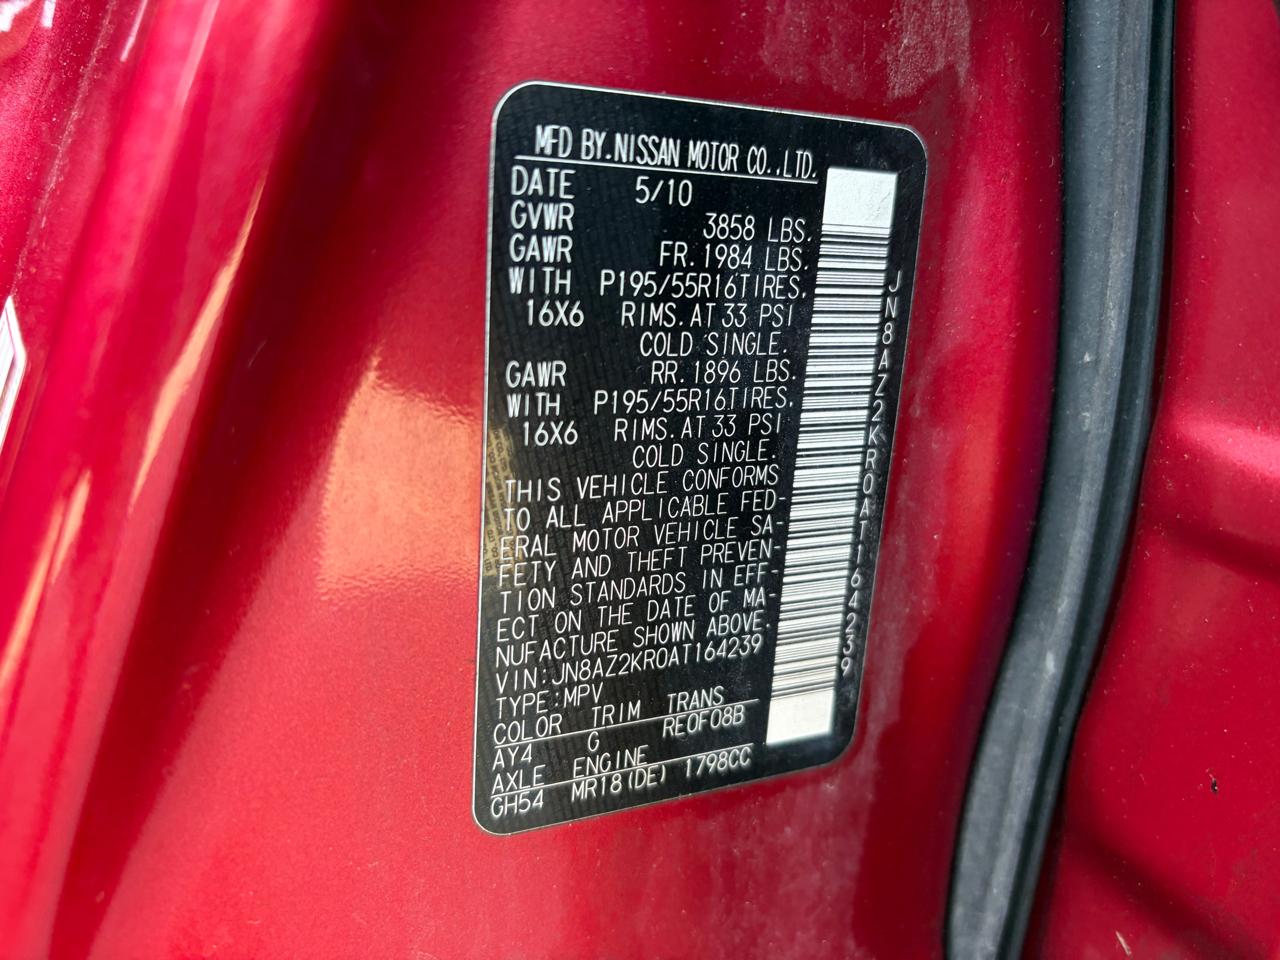 MFD BY.NISSAN MOTOR CO.,LTD.
DATE 5/10
GVWR 3858 LBS.
GAWR FR.1984 LBS.
WITH P195/55R16TIRES,
16X6 RIMS.AT 33 PSI
COLD SINGLE.
GAWR RR.1896 LBS.
WITH P195/55R16TIRES,
16X6 RIMS.AT 33 PSI
COLD SINGLE.
THIS VEHICLE CONFORMS
TO ALL APPLICABLE FED-
ERAL MOTOR VEHICLE SA-
FETY AND THEFT PREVEN-
TION STANDARDS IN EFF-
ECT ON THE DATE OF MA-
NUFACTURE SHOWN ABOVE.
VIN:JN8AZ2KR0AT164239
TYPE:MPV
COLOR TRIM TRANS
AY4 G RE0F08B
AXLE ENGINE
GH54 MR18(DE) 1798CC
JN8AZ2KR0AT164239